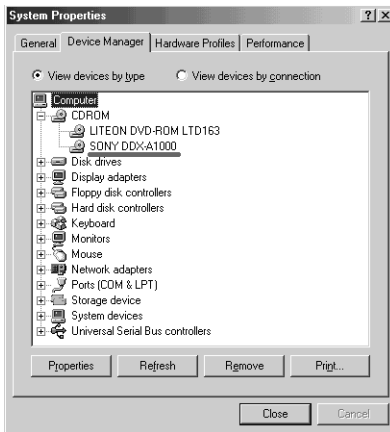 System Properties
General Device Manager Hardware Profiles Performance
View devices by type View devices by connection
Computer
CDROM
LITEON DVD-ROM LTD163
SONY DDX-A1000
Disk drives
Display adapters
Floppy disk controllers
Hard disk controllers
Keyboard
Monitors
Mouse
Network adapters
Ports (COM & LPT)
Storage device
System devices
Universal Serial Bus controllers
Properties Refresh Remove Print...
Close Cancel